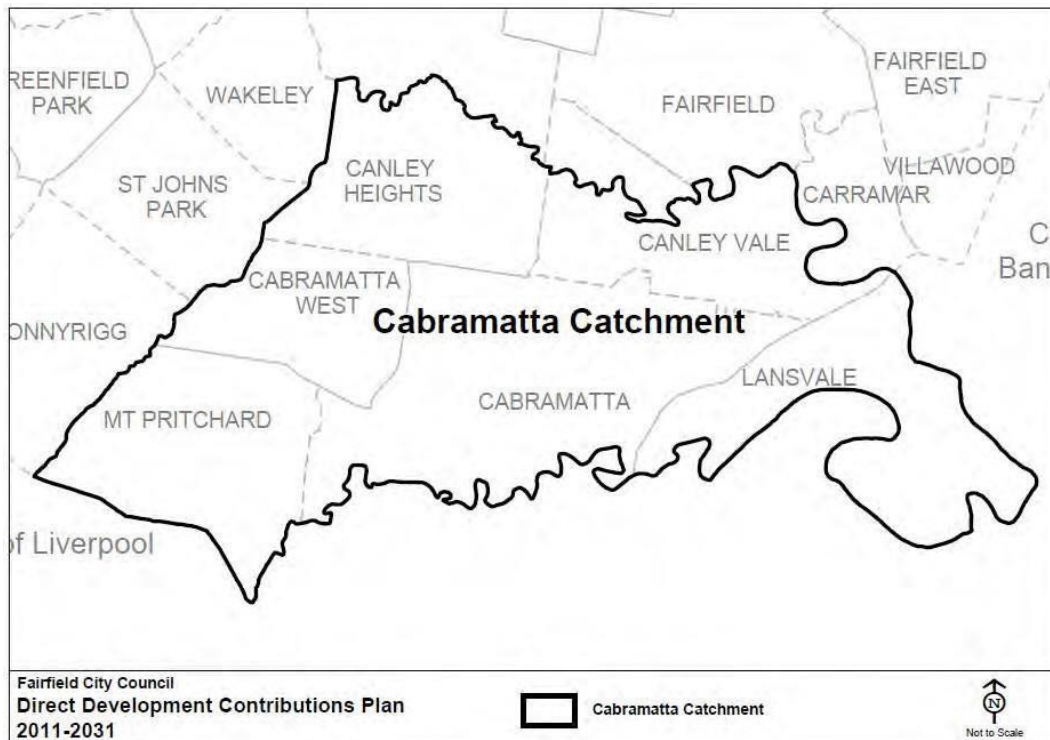 REENFIELD
PARK
WAKELEY
FAIRFIELD
FAIRFIELD
EAST
ST JOHNS
PARK
CANLEY
HEIGHTS
VILLAWOOD
CARRAMAR
CANLEY VALE
C
Ban
CABRAMATTA
WEST
ONNYRIGG
Cabramatta Catchment
LANSVALE
MT PRITCHARD
CABRAMATTA
of Liverpool
Fairfield City Council
Direct Development Contributions Plan
2011-2031
Cabramatta Catchment
N
Not to Scale